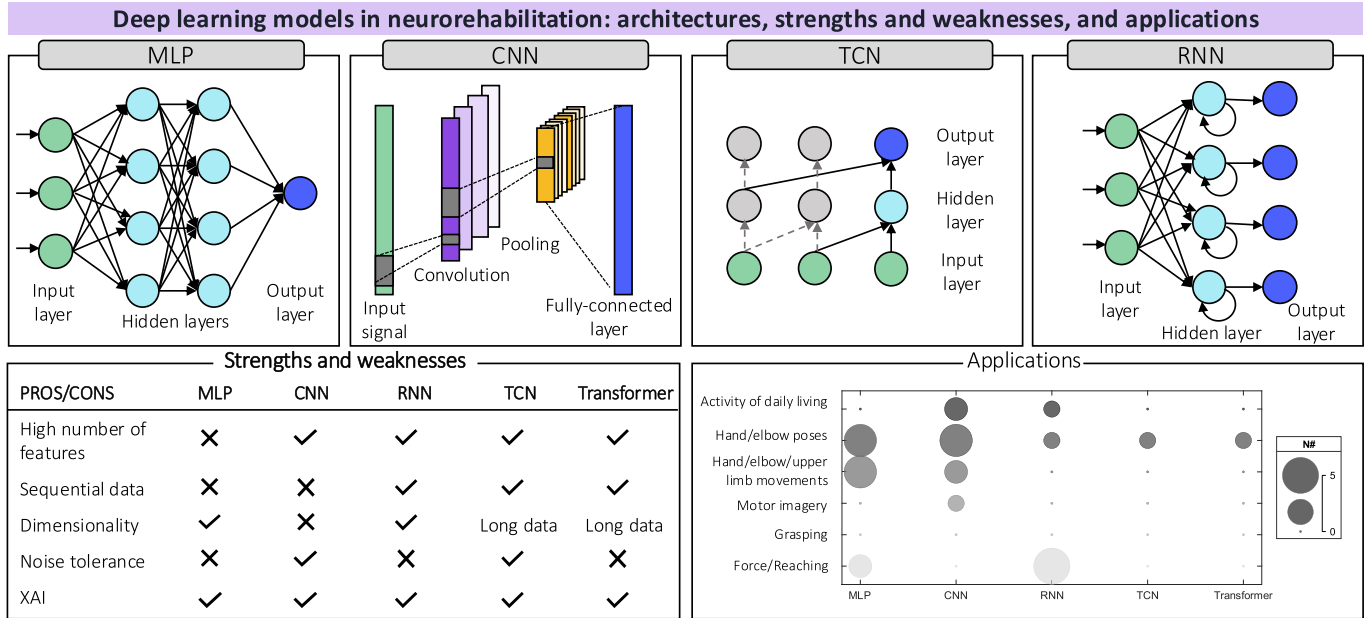 Deep learning models in neurorehabilitation: architectures, strengths and weaknesses, and applications
MLP
Input
layer
Hidden layers
Output
layer
CNN
Input
signal
Convolution
Pooling
Fully-connected
layer
TCN
Output
layer
Hidden
layer
Input
layer
RNN
Input
layer
Hidden layer
Output
layer
Strengths and weaknesses
PROS/CONS MLP CNN RNN TCN Transformer
High number of
features
Sequential data
Dimensionality Long data Long data
Noise tolerance
XAI
Applications
Activity of daily living
Hand/elbow poses
Hand/elbow/upper
limb movements
Motor imagery
Grasping
Force/Reaching
MLP CNN RNN TCN Transformer
N#
5
0